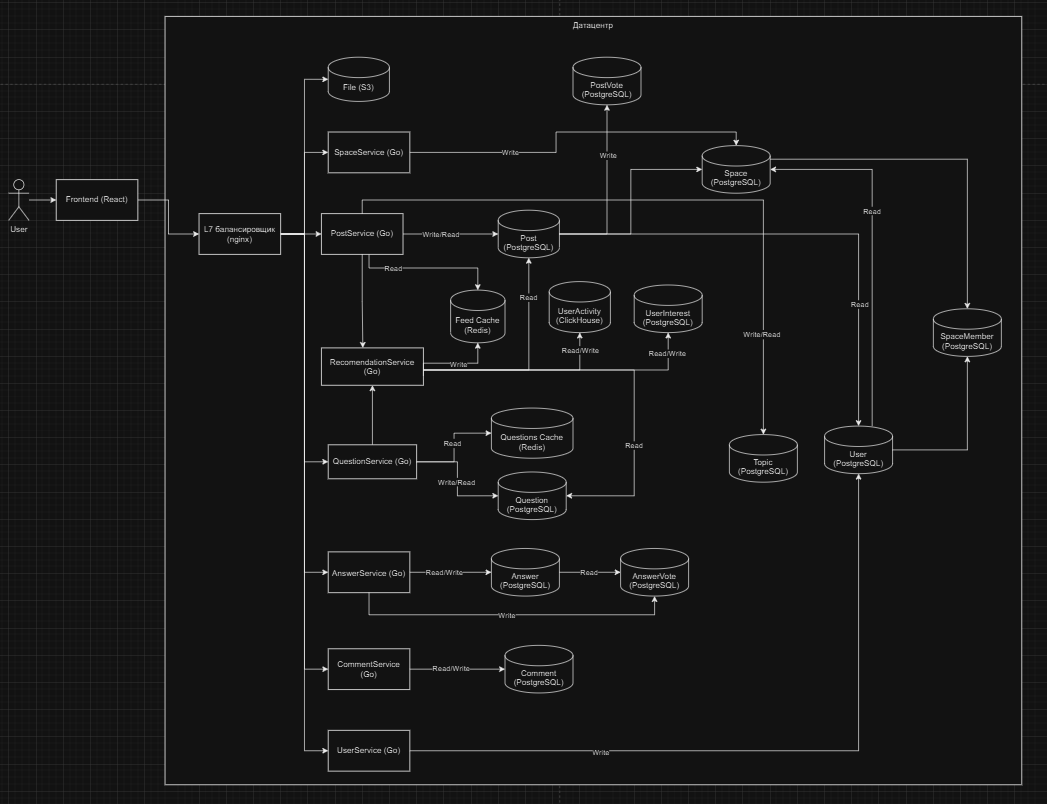 Датацентр
File (S3)
PostVote
(PostgreSQL)
SpaceService (Go)
Write
Write
Space
(PostgreSQL)
User
Frontend (React)
L7 балансировщик
(nginx)
PostService (Go)
Write/Read
Post
(PostgreSQL)
Read
Read
Read
Feed Cache
(Redis)
UserActivity
(ClickHouse)
UserInterest
(PostgreSQL)
Read
Write/Read
SpaceMember
(PostgreSQL)
RecomendationService
(Go)
Write
Read/Write
Read/Write
Questions Cache
(Redis)
Read
Read
QuestionService (Go)
Write/Read
Question
(PostgreSQL)
Topic
(PostgreSQL)
User
(PostgreSQL)
AnswerService (Go)
Read/Write
Answer
(PostgreSQL)
Read
AnswerVote
(PostgreSQL)
Write
CommentService
(Go)
Read/Write
Comment
(PostgreSQL)
UserService (Go)
Write